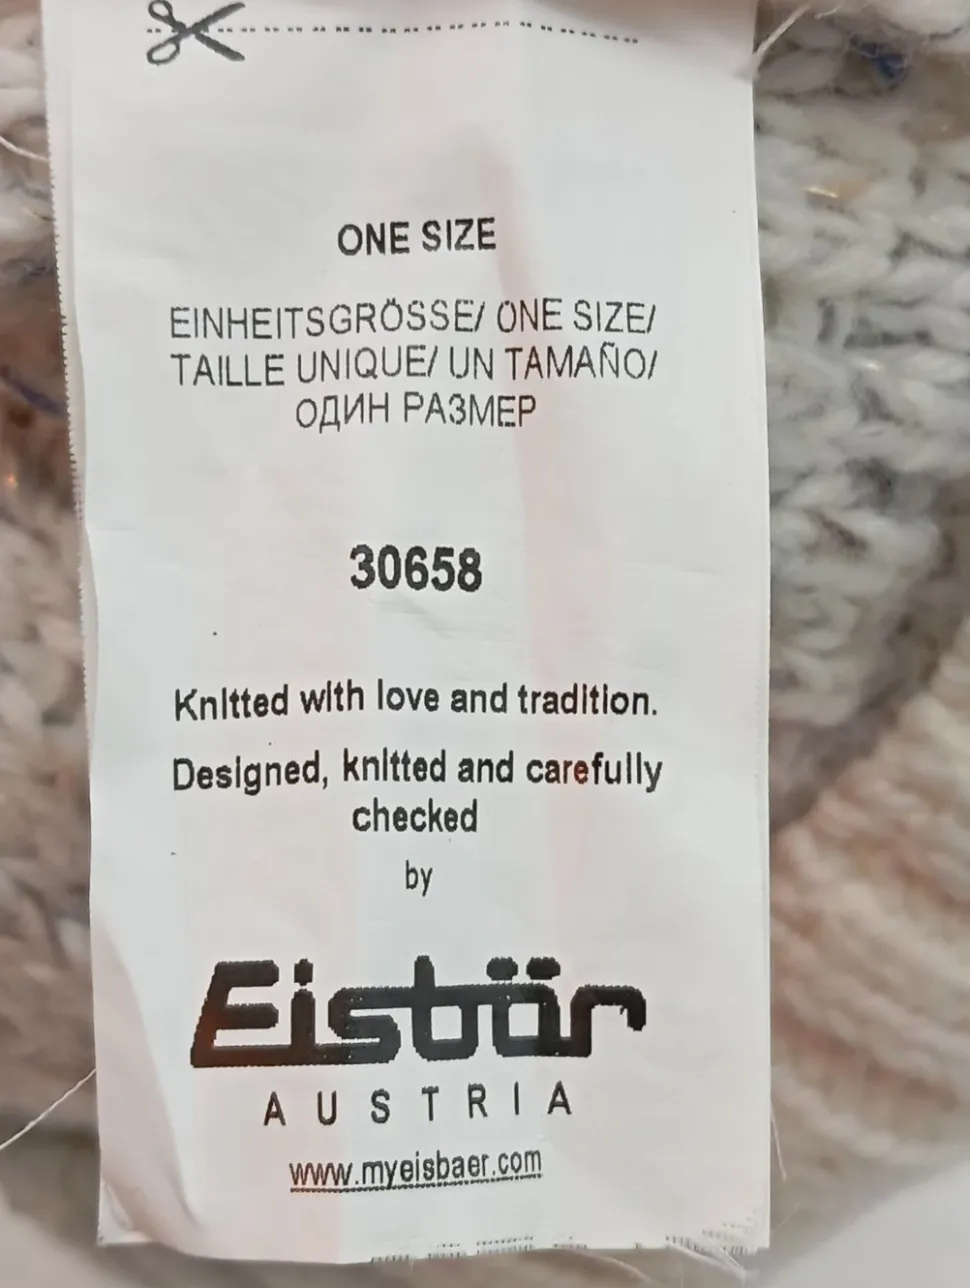 ONE SIZE
EINHEITSGRÖSSE/ ONE SIZE/
TAILLE UNIQUE/ UN TAMAÑO/
ОДИН РАЗМЕР
30658
Knitted with love and tradition.
Designed, knitted and carefully
checked
by
Eisbär
AUSTRIA
www.myeisbaer.com